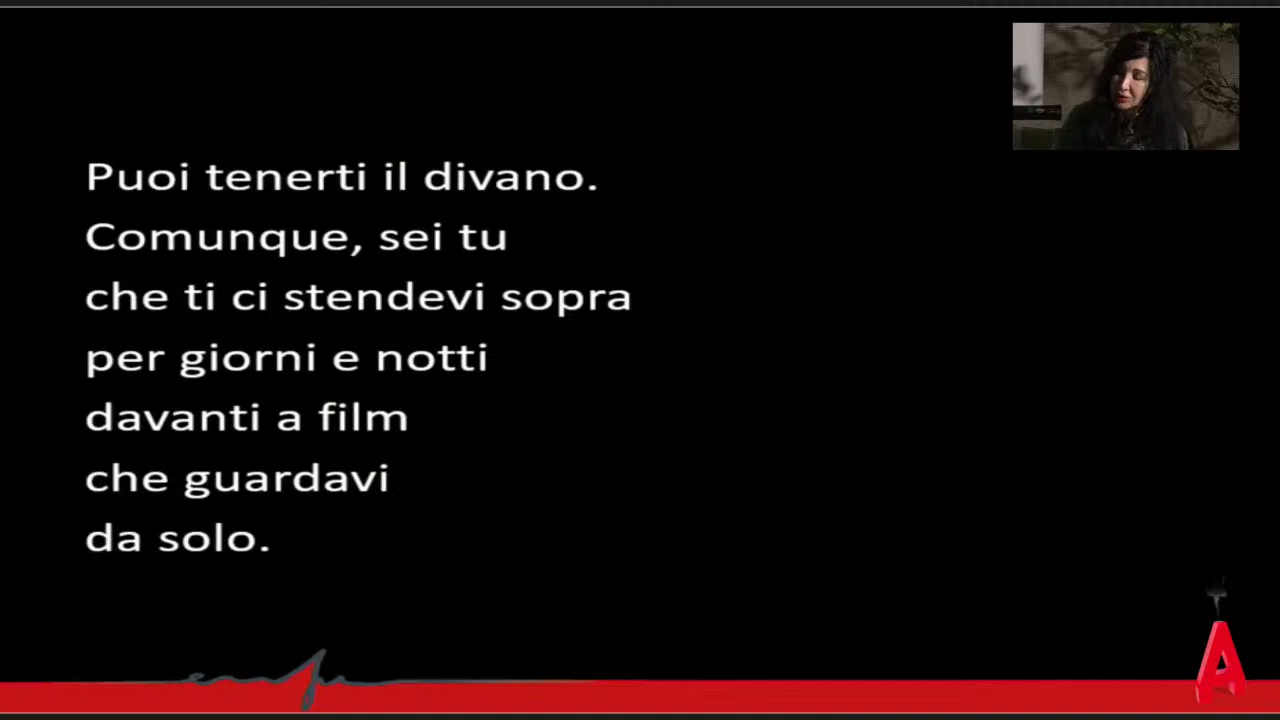 Puoi tenerti il divano.
Comunque, sei tu
che ti ci stendevi sopra
per giorni e notti
davanti a film
che guardavi
da solo.
A